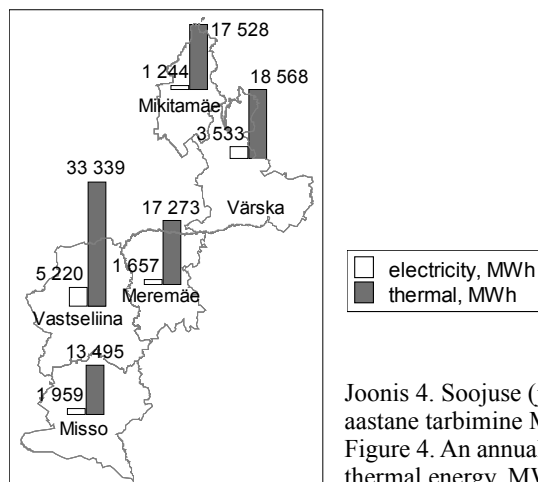 17 528
1 244
Mikitamäe
18 568
3 533
Värska
33 339
17 273
5 220
1 657
Meremäe
Vastseliina
13 495
1 959
Misso
electricity, MWh
thermal, MWh
Joonis 4. Soojuse
aastane tarbimine
Figure 4. An annual
thermal energy, MW